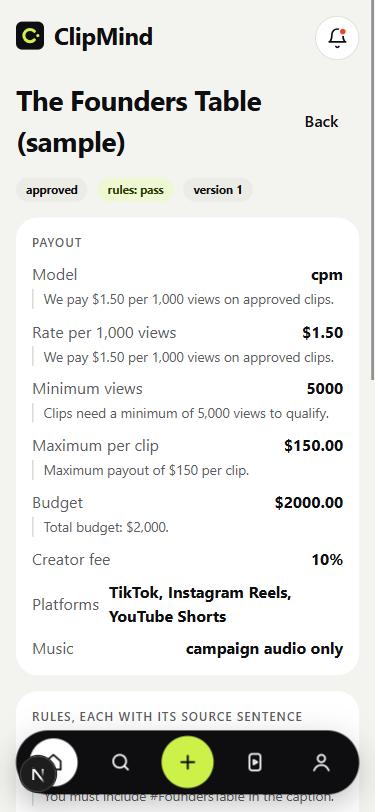 ClipMind
The Founders Table
(sample)
Back
approved
rules: pass
version 1
PAYOUT
Model
cpm
We pay $1.50 per 1,000 views on approved clips.
Rate per 1,000 views
$1.50
We pay $1.50 per 1,000 views on approved clips.
Minimum views
5000
Clips need a minimum of 5,000 views to qualify.
Maximum per clip
$150.00
Maximum payout of $150 per clip.
Budget
$2000.00
Total budget: $2,000.
Creator fee
10%
Platforms
TikTok, Instagram Reels,
YouTube Shorts
Music
campaign audio only
RULES, EACH WITH ITS SOURCE SENTENCE
N
You must include #FoundersTable in the caption.